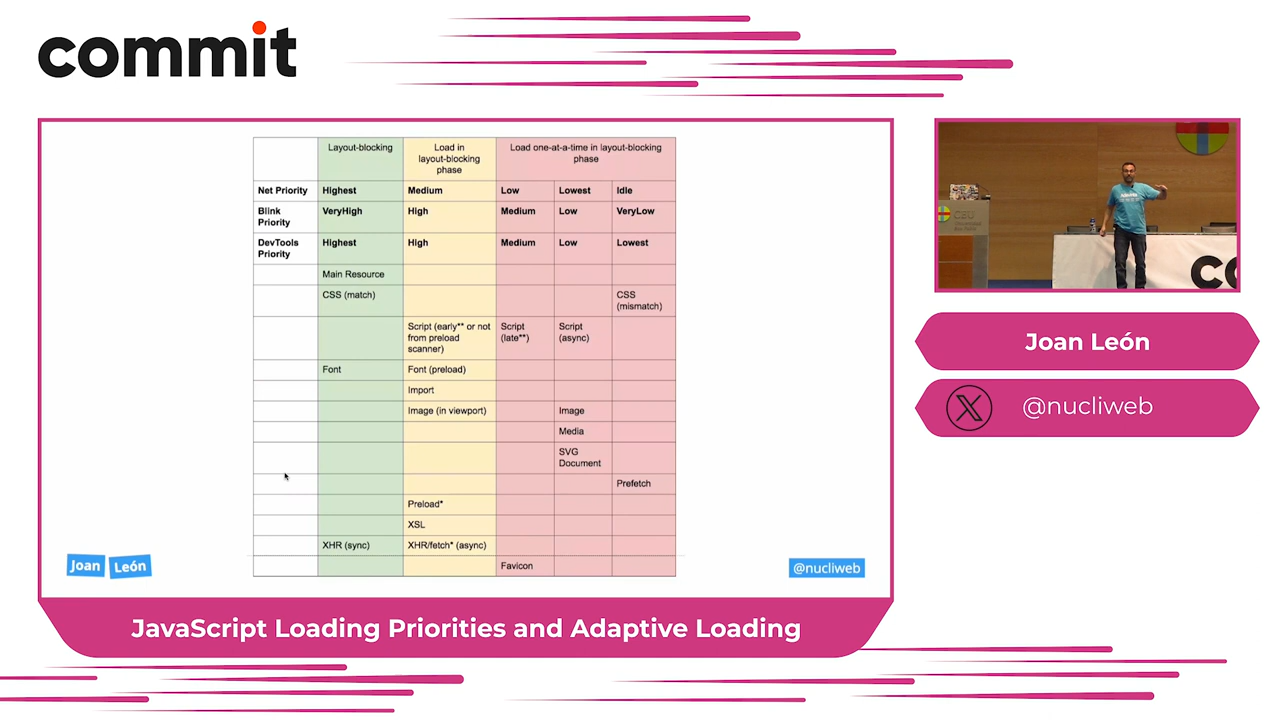 commit
Layout-blocking
Load in
layout-blocking
phase
Load one-at-a-time in layout-blocking
phase
Net Priority Highest Medium Low Lowest Idle
Blink
Priority VeryHigh High Medium Low VeryLow
DevTools
Priority Highest High Medium Low Lowest
Main Resource
CSS (match)
CSS
(mismatch)
Script (early** or not
from preload
scanner)
Script
(late**)
Script
(async)
Font Font (preload)
Import
Image (in viewport) Image
Media
SVG
Document
Prefetch
Preload*
XSL
XHR (sync) XHR/fetch* (async)
Favicon
Joan León
@nucliweb
JavaScript Loading Priorities and Adaptive Loading
CEU
Joan León
@nucliweb